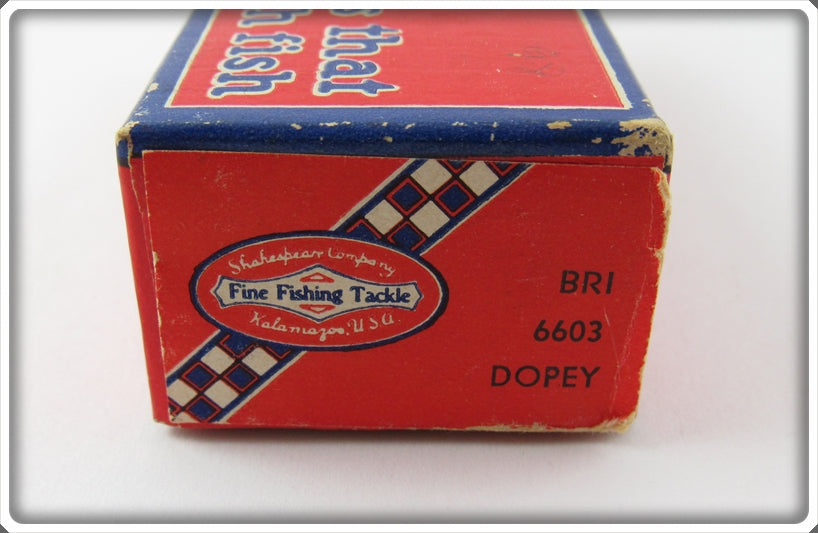 s that
h fish
Shakespeare Company
Fine Fishing Tackle
Kalamazoo, U.S.A.
BRI
6603
DOPEY